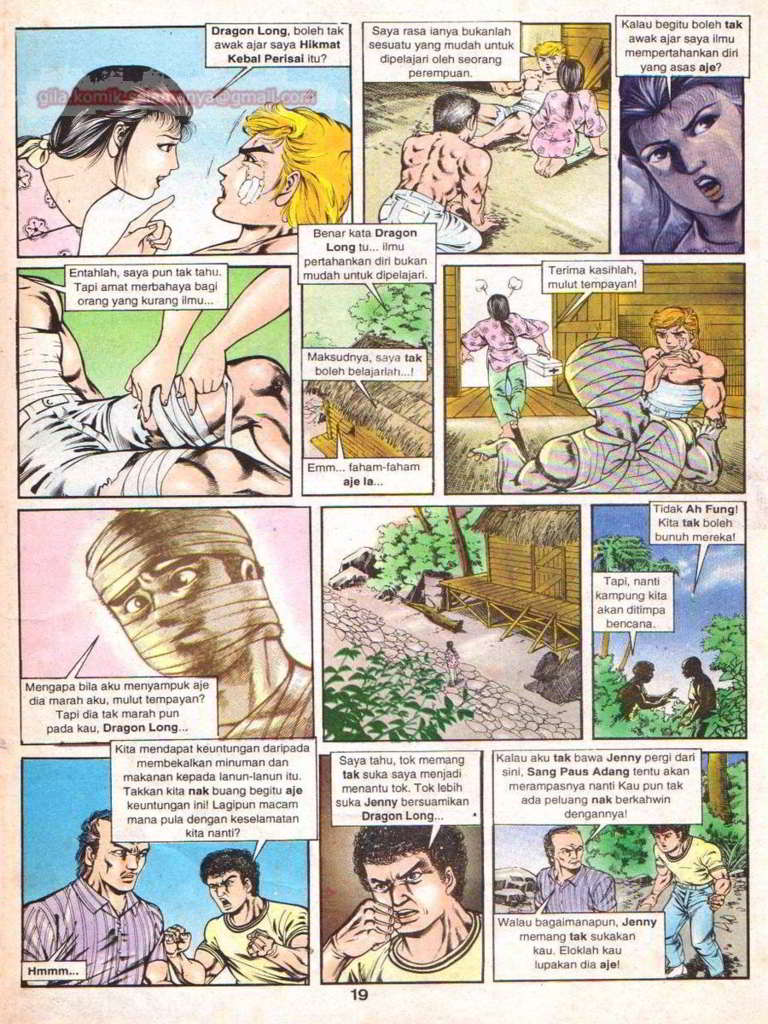 Dragon Long, boleh tak
awak ajar saya Hikmat
Kebal Perisai itu?
Saya rasa ianya bukanlah
sesuatu yang mudah untuk
dipelajari oleh seorang
perempuan.
Kalau begitu boleh tak
awak ajar saya ilmu
mempertahankan diri
yang asas aje?
Entahlah, saya pun tak tahu.
Tapi amat merbahaya bagi
orang yang kurang ilmu...
Benar kata Dragon
Long tu... ilmu
pertahankan diri bukan
mudah untuk dipelajari.
Maksudnya, saya tak
boleh belajarlah...!
Emm... faham-faham
aje la...
Terima kasihlah,
mulut tempayan!
Mengapa bila aku menyampuk aje
dia marah aku, mulut tempayan?
Tapi dia tak marah pun
pada kau, Dragon Long...
Tidak Ah Fung!
Kita tak boleh
bunuh mereka!
Tapi, nanti
kampung kita
akan ditimpa
bencana.
Kita mendapat keuntungan daripada
membekalkan minuman dan
makanan kepada lanun-lanun itu.
Takkan kita nak buang begitu aje
keuntungan ini! Lagipun macam
mana pula dengan keselamatan
kita nanti?
Hmmm...
Saya tahu, tok memang
tak suka saya menjadi
menantu tok. Tok lebih
suka Jenny bersuamikan
Dragon Long...
Kalau aku tak bawa Jenny pergi dari
sini, Sang Paus Adang tentu akan
merampasnya nanti Kau pun tak
ada peluang nak berkahwin
dengannya!
Walau bagaimanapun, Jenny
memang tak sukakan
kau. Eloklah kau
lupakan dia aje!
19